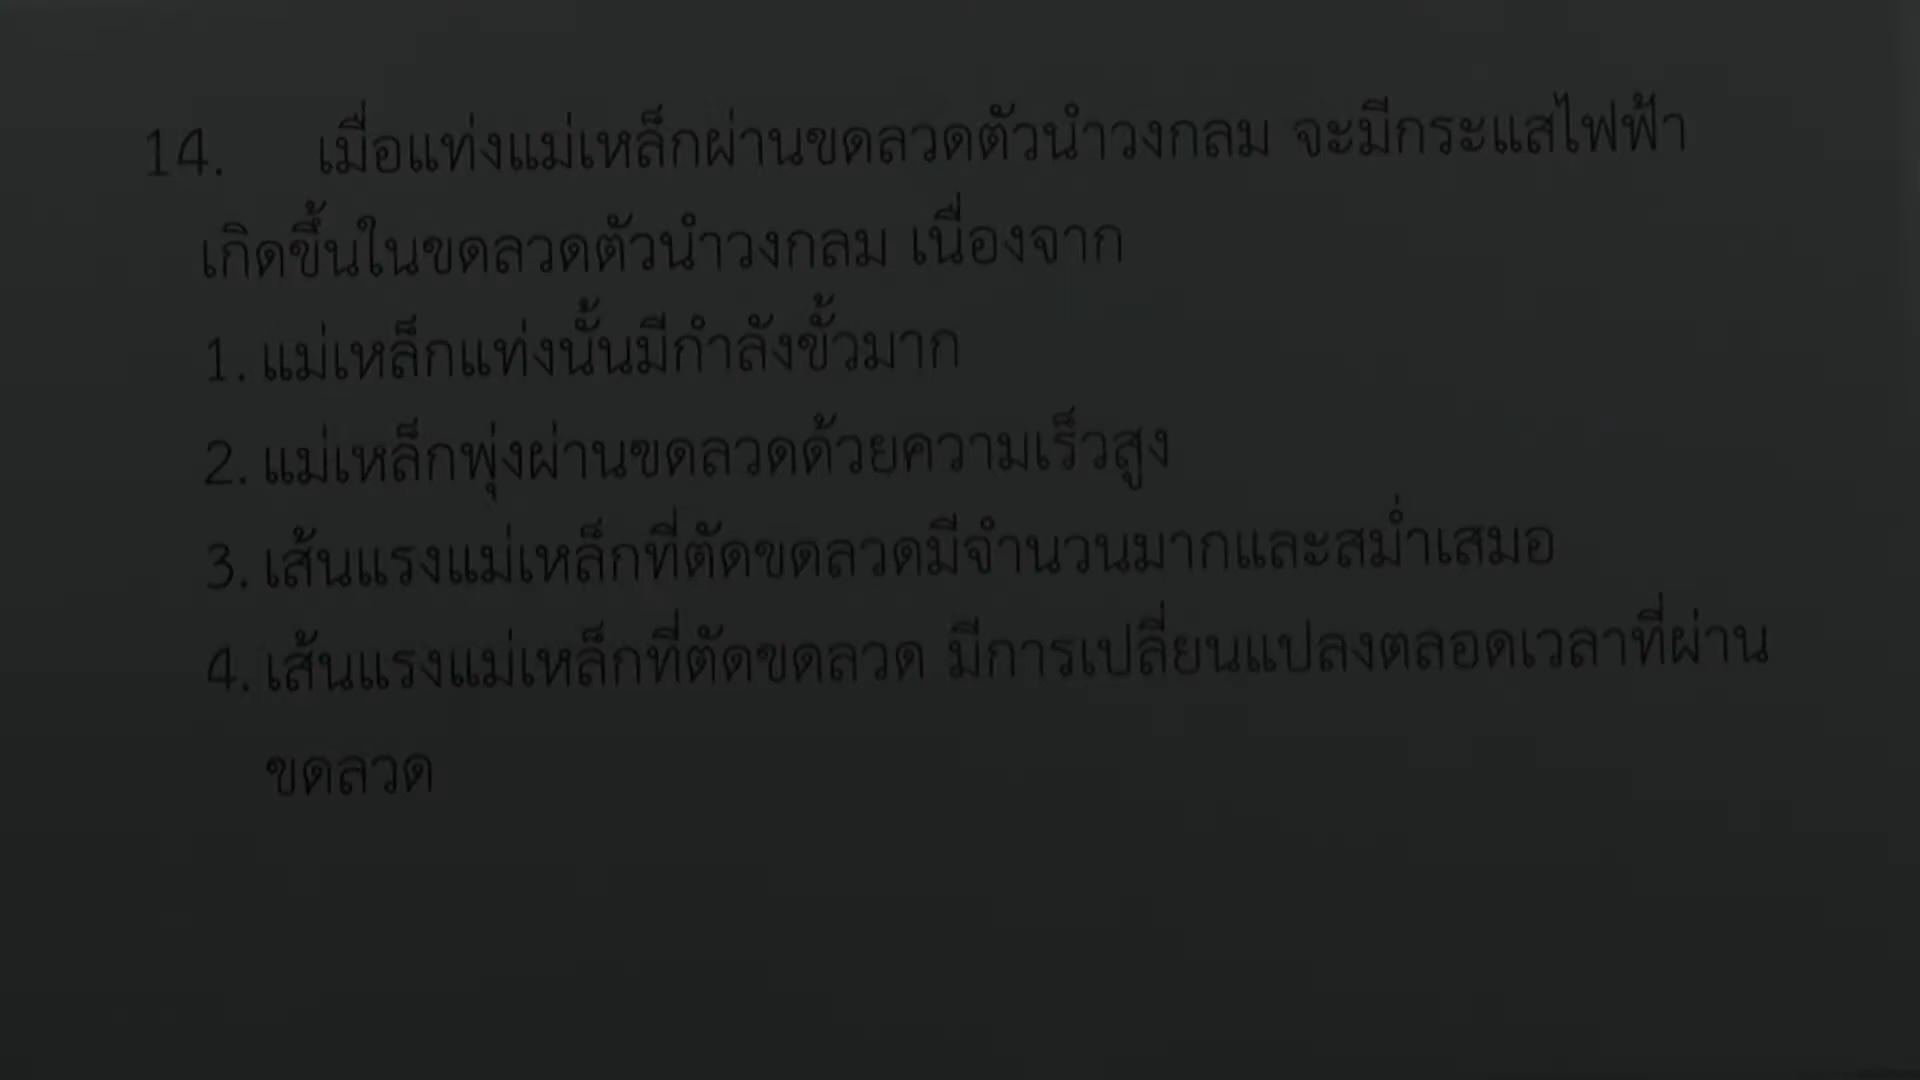 14. เมื่อแท่งแม่เหล็กผ่านขดลวดตัวนำวงกลม จะมีกระแสไฟฟ้า
เกิดขึ้นในขดลวดตัวนำวงกลม เนื่องจาก
1. แม่เหล็กแท่งนั้นมีกำลังขั้วมาก
2. แม่เหล็กพุ่งผ่านขดลวดด้วยความเร็วสูง
3. เส้นแรงแม่เหล็กที่ตัดขดลวดมีจำนวนมากและสม่ำเสมอ
4. เส้นแรงแม่เหล็กที่ตัดขดลวด มีการเปลี่ยนแปลงตลอดเวลาที่ผ่าน
ขดลวด